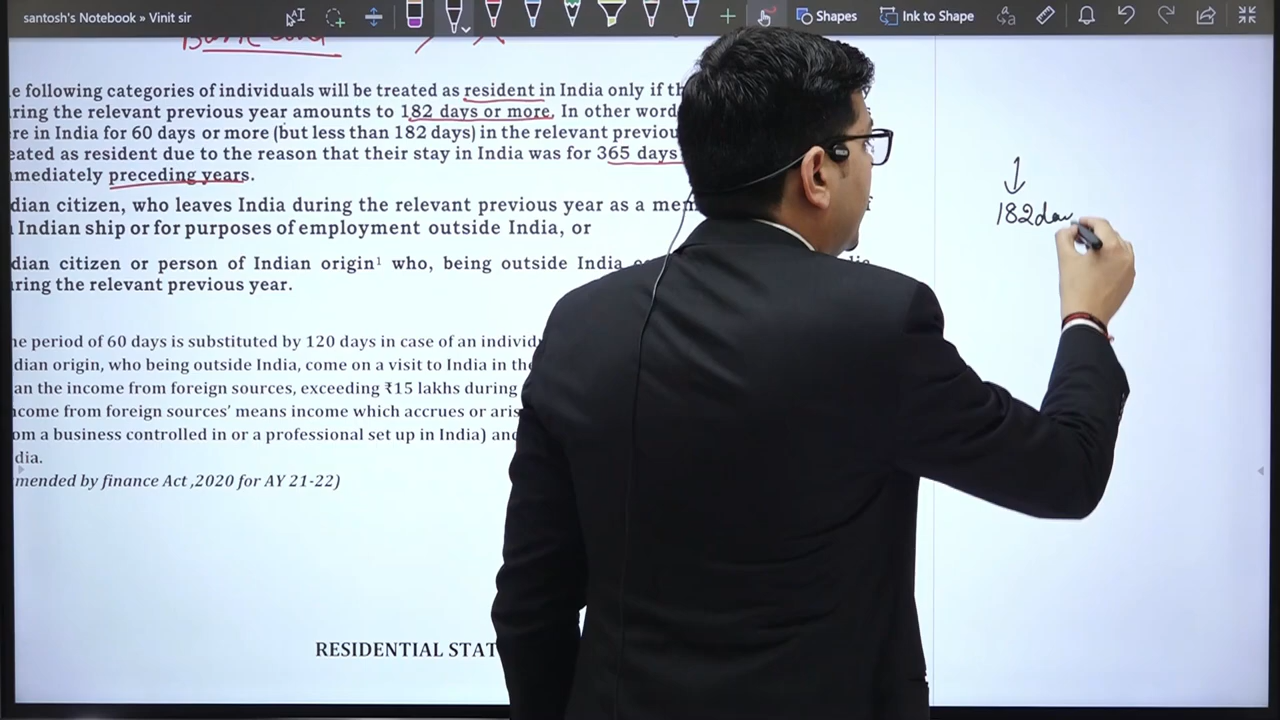 santosh's Notebook » Vinit sir
Shapes
Ink to Shape
e following categories of individuals will be treated as resident in India only if th
ring the relevant previous year amounts to 182 days or more. In other word
re in India for 60 days or more (but less than 182 days) in the relevant previou
eated as resident due to the reason that their stay in India was for 365 days
mediately preceding years.
dian citizen, who leaves India during the relevant previous year as a mem
Indian ship or for purposes of employment outside India, or
dian citizen or person of Indian origin¹ who, being outside India
ring the relevant previous year.
he period of 60 days is substituted by 120 days in case of an individ
dian origin, who being outside India, come on a visit to India in the
an the income from foreign sources, exceeding ₹15 lakhs during
ncome from foreign sources' means income which accrues or aris
om a business controlled in or a professional set up in India) and
dia.
mended by finance Act ,2020 for AY 21-22)
RESIDENTIAL STAT
182day